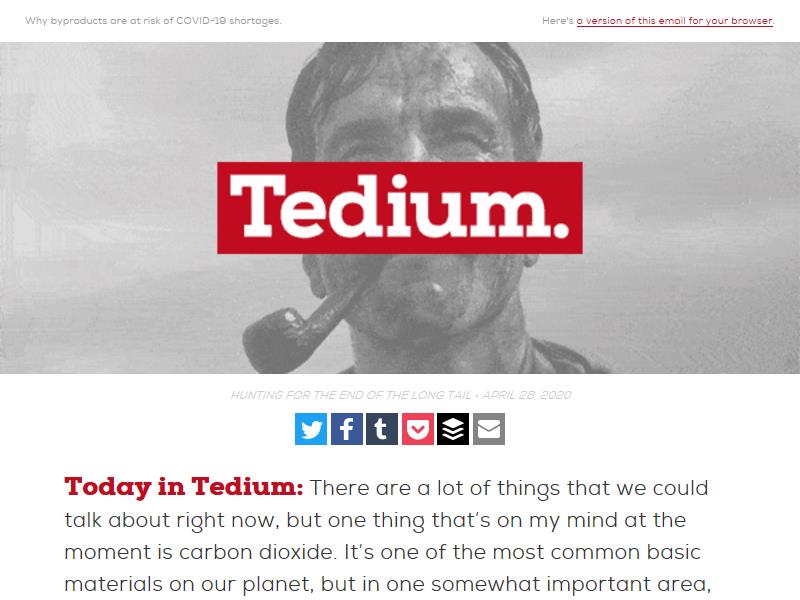 Why byproducts are at risk of COVID-19 shortages.
Here's a version of this email for your browser.
Tedium.
HUNTING FOR THE END OF THE LONG TAIL • APRIL 28, 2020
Today in Tedium: There are a lot of things that we could
talk about right now, but one thing that's on my mind at the
moment is carbon dioxide. It's one of the most common basic
materials on our planet, but in one somewhat important area,